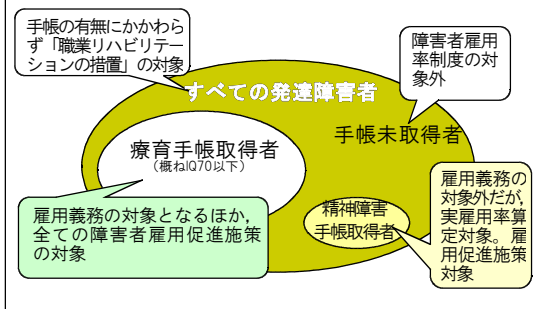 手帳の有無にかかわら
ず「職業リハビリテー
ションの措置」の対象
障害者雇用
率制度の対
象外
すべての発達障害者
手帳未取得者
療育手帳取得者
（概ねIQ70以下）
雇用義務の対象となるほか，
全ての障害者雇用促進施策
の対象
精神障害
手帳取得者
雇用義務の
対象外だが，
実雇用率算
定対象。雇
用促進施策
対象